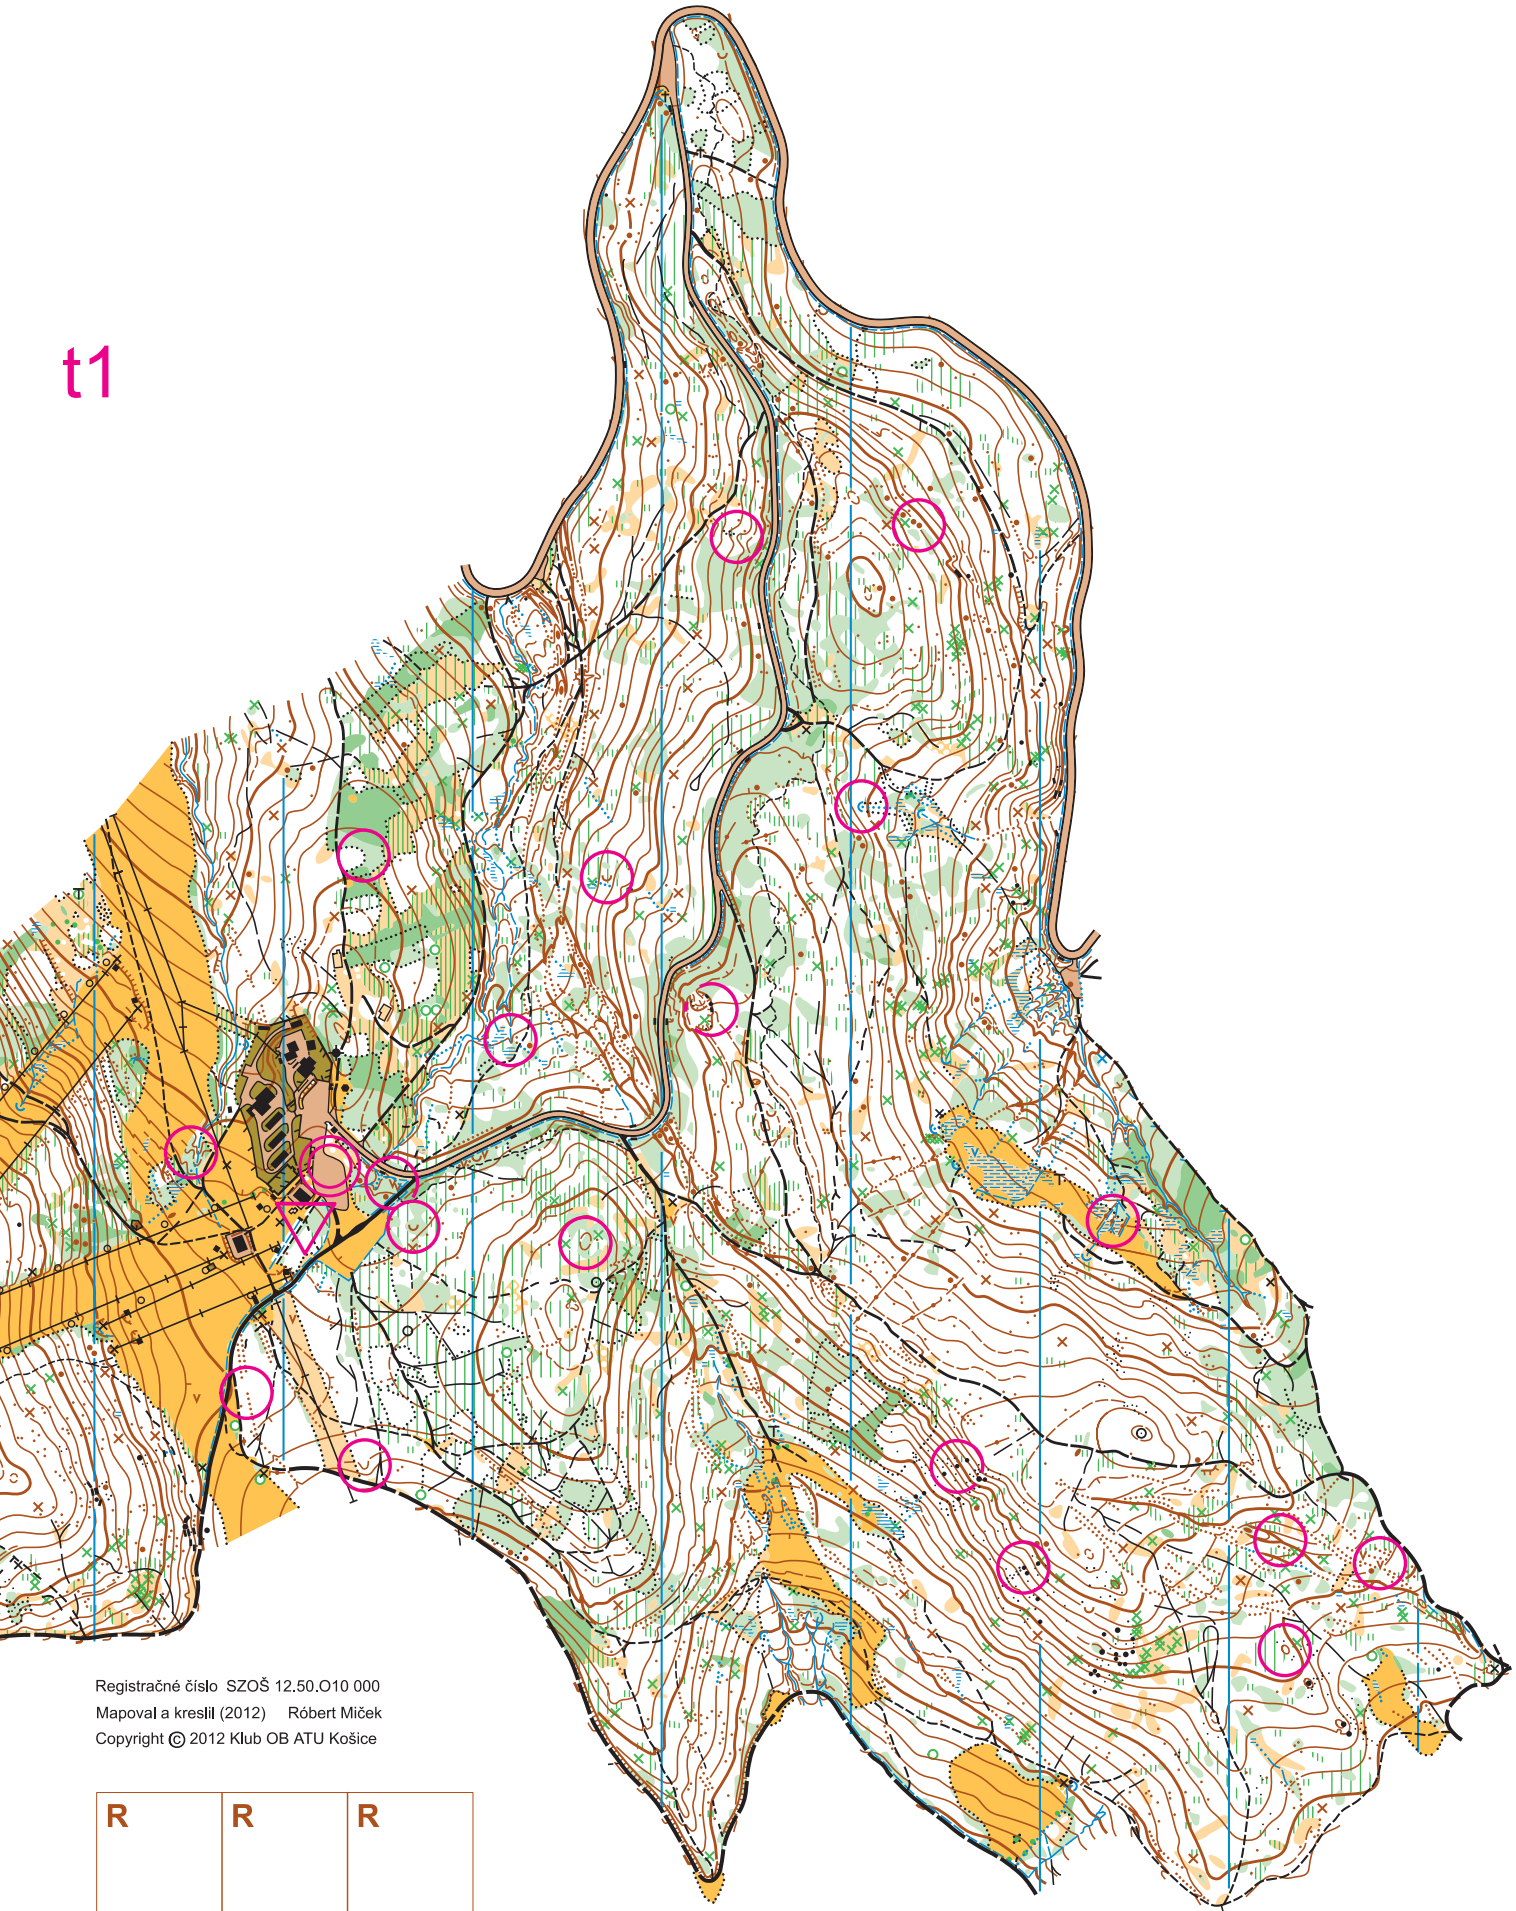 t1
Registračné číslo SZOŠ 12.50.O10 000
Mapoval a kreslil (2012) Róbert Miček
Copyright © 2012 Klub OB ATU Košice
R R R